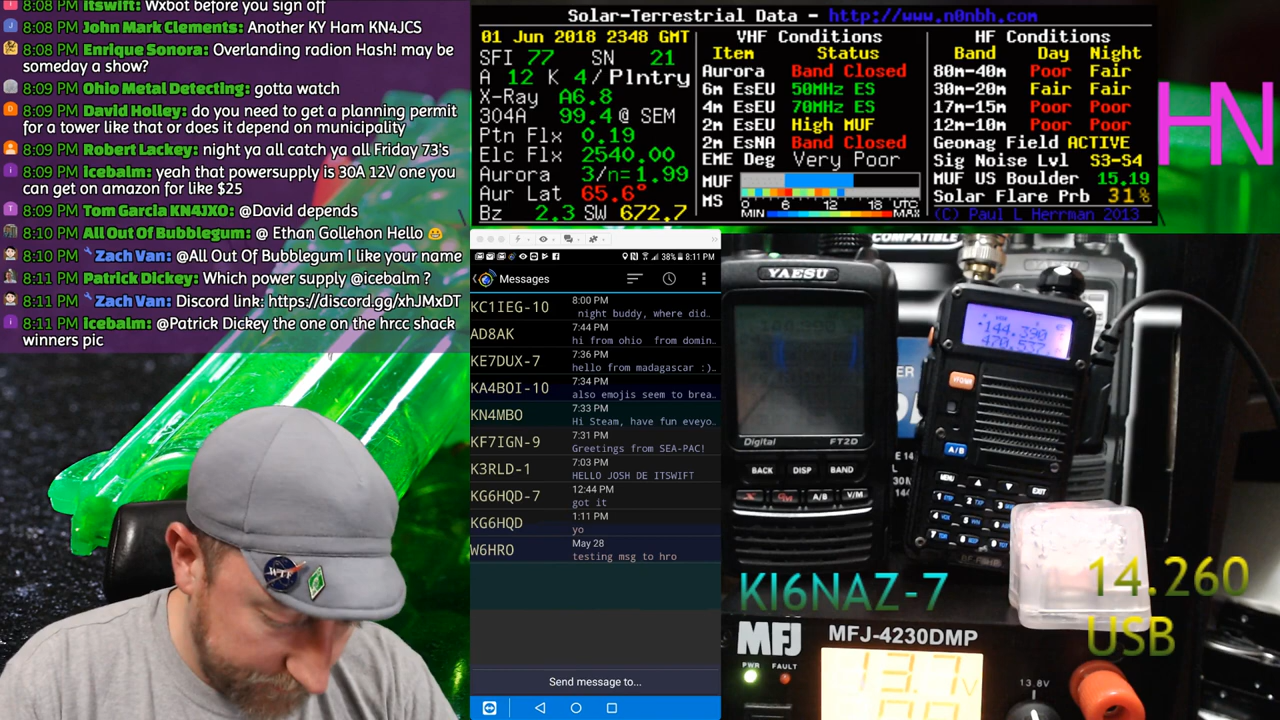 8:08 PM itswift: Wxbot before you sign off
8:08 PM John Mark Clements: Another KY Ham KN4JCS
8:08 PM Enrique Sonora: Overlanding radion Hash! may be
someday a show?
8:09 PM Ohio Metal Detecting: gotta watch
8:09 PM David Holley: do you need to get a planning permit
for a tower like that or does it depend on municipality
8:09 PM Robert Lackey: night ya all catch ya all Friday 73's
8:09 PM Icebalm: yeah that powersupply is 30A 12V one you
can get on amazon for like $25
8:09 PM Tom Garcia KN4JXO: @David depends
8:10 PM All Out Of Bubblegum: @ Ethan Gollehon Hello 😀
8:10 PM Zach Van: @All Out Of Bubblegum I like your name
8:11 PM Patrick Dickey: Which power supply @icebalm ?
8:11 PM Zach Van: Discord link: https://discord.gg/xhJMxDT
8:11 PM Icebalm: @Patrick Dickey the one on the hrcc shack
winners pic
WTF
Solar-Terrestrial Data - http://www.n0nbh.com
01 Jun 2018 2348 GMT
SFI 77 SN 21
A 12 K 4/Plntry
X-Ray A6.8
304A 99.4 @ SEM
Ptn Flx 0.19
Elc Flx 2540.00
Aurora 3/n=1.99
Aur Lat 65.6°
Bz 2.3 SW 672.7
VHF Conditions
Item Status
Aurora Band Closed
6m EsEU 50MHz ES
4m EsEU 70MHz ES
2m EsEU High MUF
2m EsNA Band Closed
EME Deg Very Poor
MUF
MS
0 6 12 18 UTC
MIN MAX
HF Conditions
Band Day Night
80m-40m Poor Fair
30m-20m Fair Fair
17m-15m Poor Poor
12m-10m Poor Poor
Geomag Field ACTIVE
Sig Noise Lvl S3-S4
MUF US Boulder 15.19
Solar Flare Prb 31%
(C) Paul L Herrman 2013
HN
38% 8:11 PM
Messages
KC1IEG-10 8:00 PM
night buddy, where did..
AD8AK 7:44 PM
hi from ohio from domin..
KE7DUX-7 7:36 PM
hello from madagascar :)..
KA4BOI-10 7:34 PM
also emojis seem to brea..
KN4MBO 7:33 PM
Hi Steam, have fun eveyo..
KF7IGN-9 7:31 PM
Greetings from SEA-PAC!
K3RLD-1 7:03 PM
HELLO JOSH DE ITSWIFT
KG6HQD-7 12:44 PM
got it
KG6HQD 1:11 PM
yo
W6HRO May 28
testing msg to hro
Send message to...
COMPATIBLE
YAESU
Digital FT2D
BACK DISP BAND
X GM A/B V/M
144.390
470.537
VFO/MR
A/B
MENU EXIT
KI6NAZ-7
14.260
USB
MFJ MFJ-4230DMP
PWR FAULT
13.7 V
13.8V